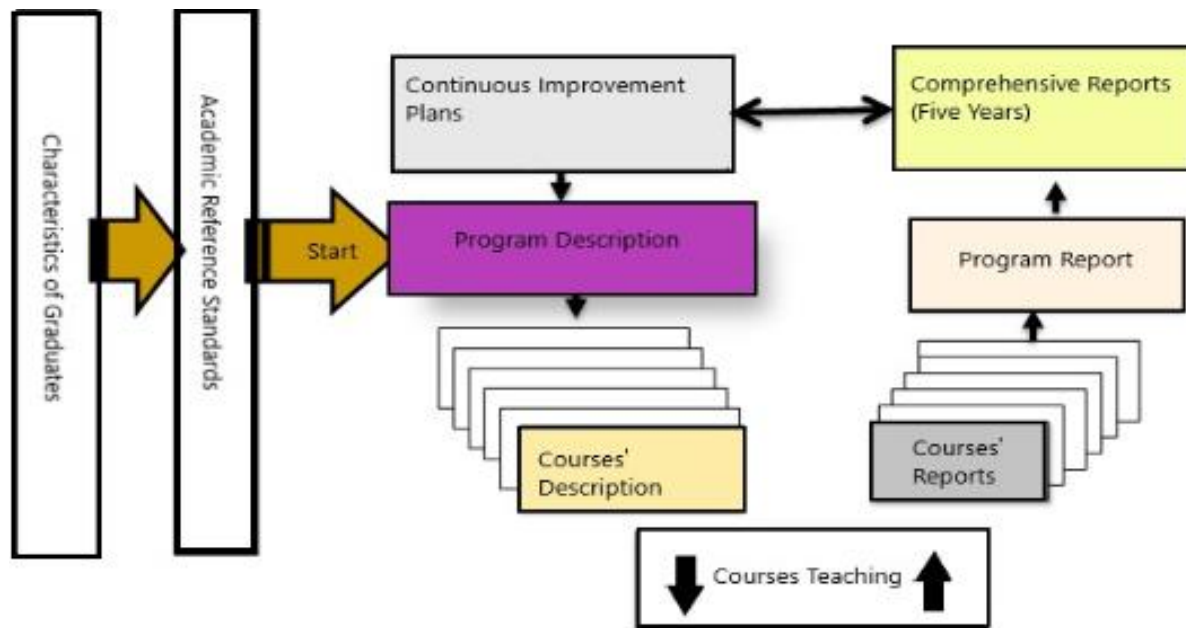 Characteristics of Graduates
Academic Reference Standards
Start
Continuous Improvement
Plans
Program Description
Courses'
Description
Comprehensive Reports
(Five Years)
Program Report
Courses'
Reports
Courses Teaching